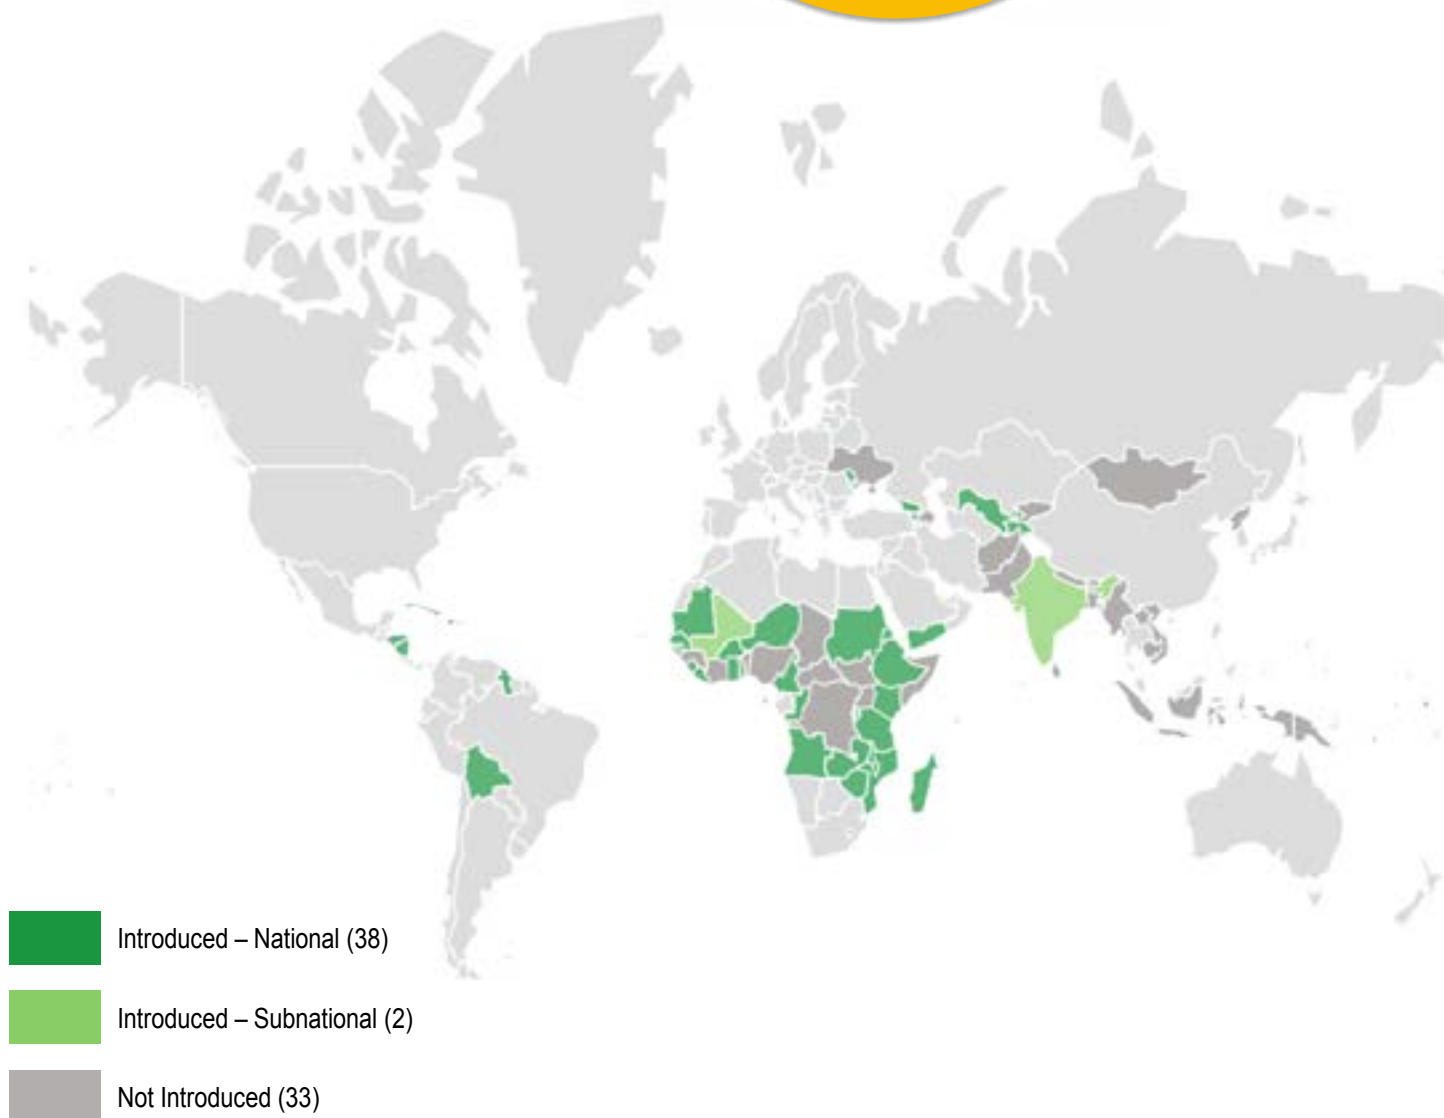 Introduced – National (38)
Introduced – Subnational (2)
Not Introduced (33)